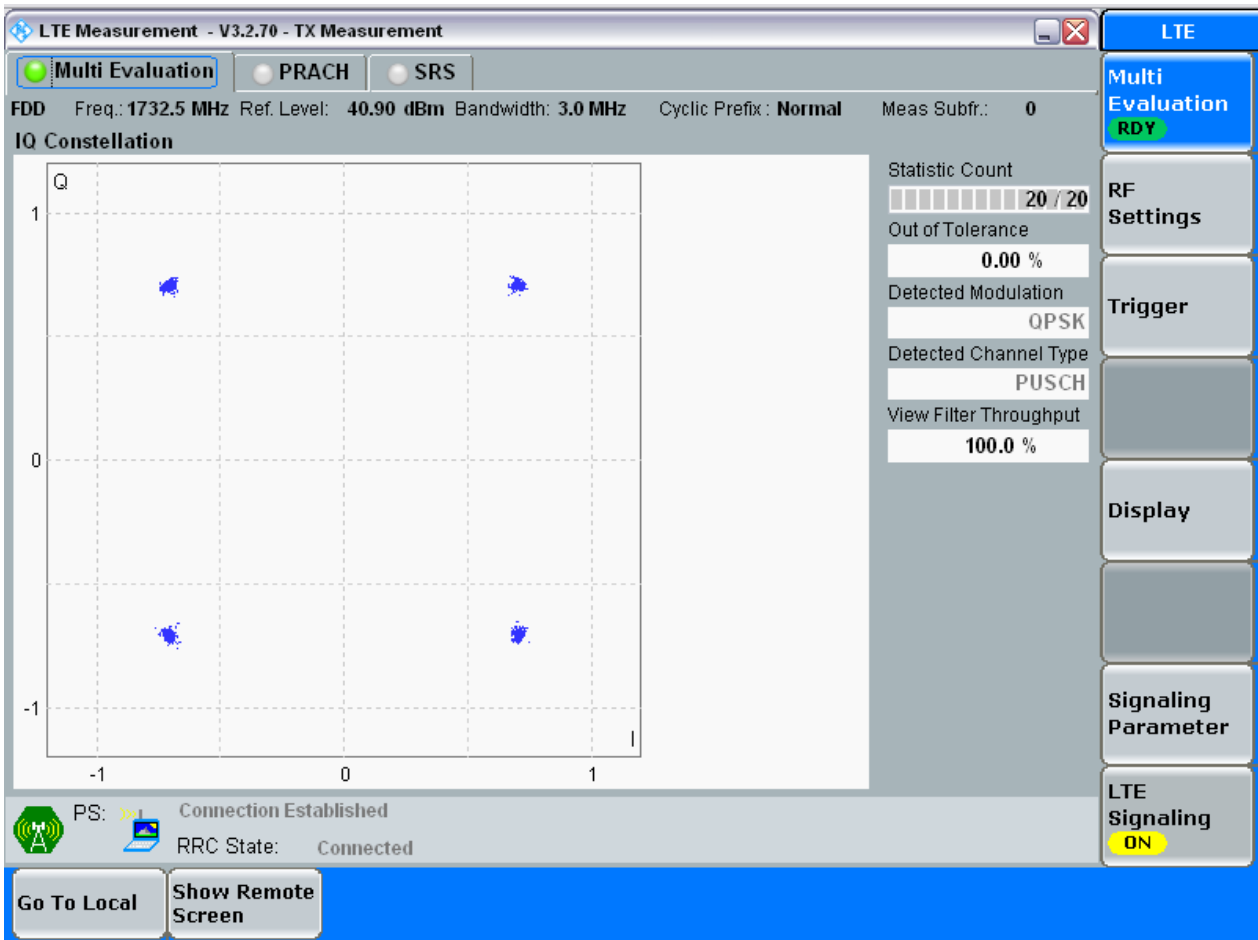 LTE Measurement - V3.2.70 - TX Measurement
Multi Evaluation PRACH SRS
FDD Freq.: 1732.5 MHz Ref. Level: 40.90 dBm Bandwidth: 3.0 MHz Cyclic Prefix : Normal Meas Subfr.: 0
IQ Constellation
Q
1
0
-1
I
-1 0 1
Statistic Count
20 / 20
Out of Tolerance
0.00 %
Detected Modulation
QPSK
Detected Channel Type
PUSCH
View Filter Throughput
100.0 %
PS: Connection Established
RRC State: Connected
LTE
Multi
Evaluation
RDY
RF
Settings
Trigger
Display
Signaling
Parameter
LTE
Signaling
ON
Go To Local
Show Remote
Screen